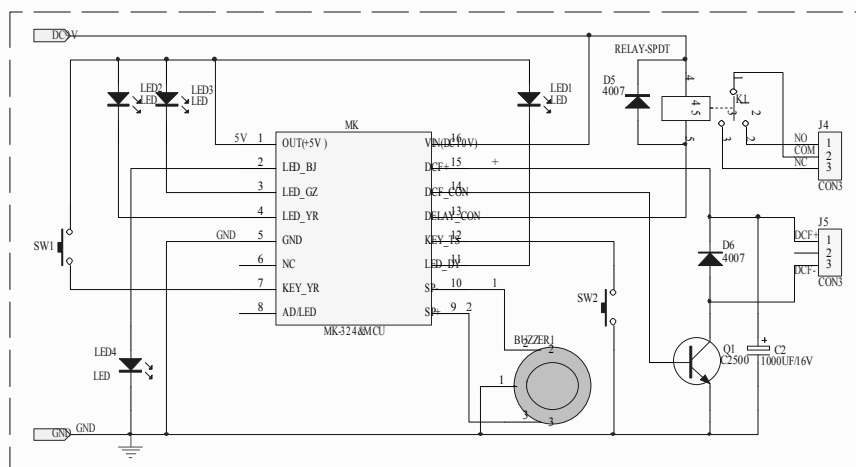 DC9V
RELAY-SPDT
LED2
LED
LED3
LED
LED1
LED
D5
4007
4
4 5
5
K1
1
3
2
3
2
J4
NO 1
COM 2
NC 3
CON3
MK
5V 1 OUT(+5V)
2 LED_BJ
3 LED_GZ
4 LED_YR
GND 5 GND
6 NC
7 KEY_YR
8 AD/LED
VIN(DC10V) 16
DCF+ 15 +
DCF_CON 14
DELAY_CON 13
KEY_TS 12
LED_DY 11
SP- 10 1
SP+ 9 2
MK-324&MCU
SW1
SW2
J5
DCF+ 1
2
DCF- 3
CON3
D6
4007
LED4
LED
BUZZER1
2
2
1
3
3
Q1
C2500
+
C2
1000UF/16V
GND GND